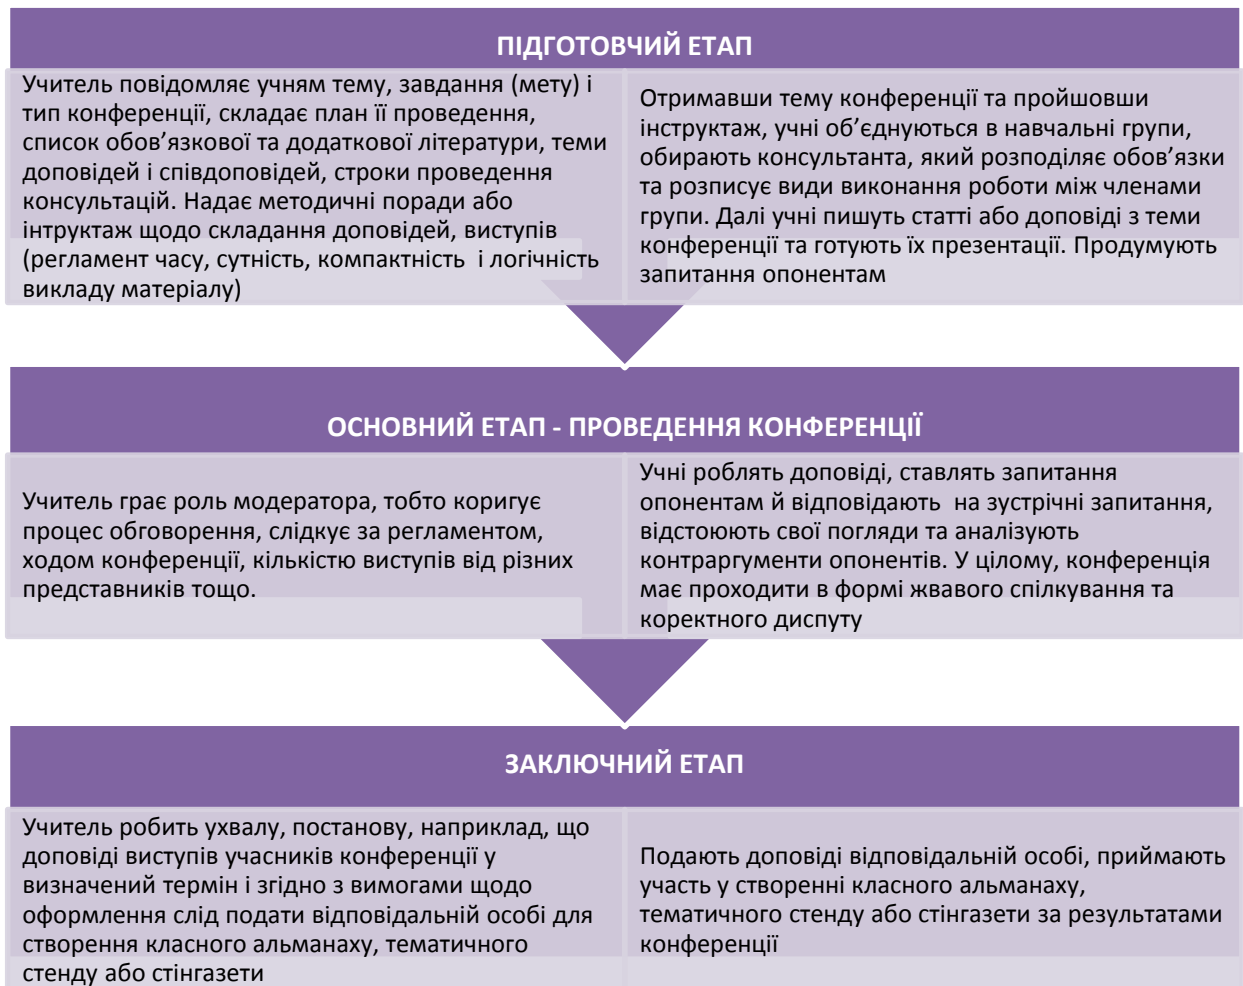 ПІДГОТОВЧИЙ ЕТАП
Учитель повідомляє учням тему, завдання (мету) і
тип конференції, складає план її проведення,
список обов’язкової та додаткової літератури, теми
доповідей і співдоповідей, строки проведення
консультацій. Надає методичні поради або
інтруктаж щодо складання доповідей, виступів
(регламент часу, сутність, компактність і логічність
викладу матеріалу)
Отримавши тему конференції та пройшовши
інструктаж, учні об’єднуються в навчальні групи,
обирають консультанта, який розподіляє обов’язки
та розписує види виконання роботи між членами
групи. Далі учні пишуть статті або доповіді з теми
конференції та готують їх презентації. Продумують
запитання опонентам
ОСНОВНИЙ ЕТАП - ПРОВЕДЕННЯ КОНФЕРЕНЦІЇ
Учитель грає роль модератора, тобто коригує
процес обговорення, слідкує за регламентом,
ходом конференції, кількістю виступів від різних
представників тощо.
Учні роблять доповіді, ставлять запитання
опонентам й відповідають на зустрічні запитання,
відстоюють свої погляди та аналізують
контраргументи опонентів. У цілому, конференція
має проходити в формі жвавого спілкування та
коректного диспуту
ЗАКЛЮЧНИЙ ЕТАП
Учитель робить ухвалу, постанову, наприклад, що
доповіді виступів учасників конференції у
визначений термін і згідно з вимогами щодо
оформлення слід подати відповідальній особі для
створення класного альманаху, тематичного
стенду або стінгазети
Подають доповіді відповідальній особі, приймають
участь у створенні класного альманаху,
тематичного стенду або стінгазети за результатами
конференції